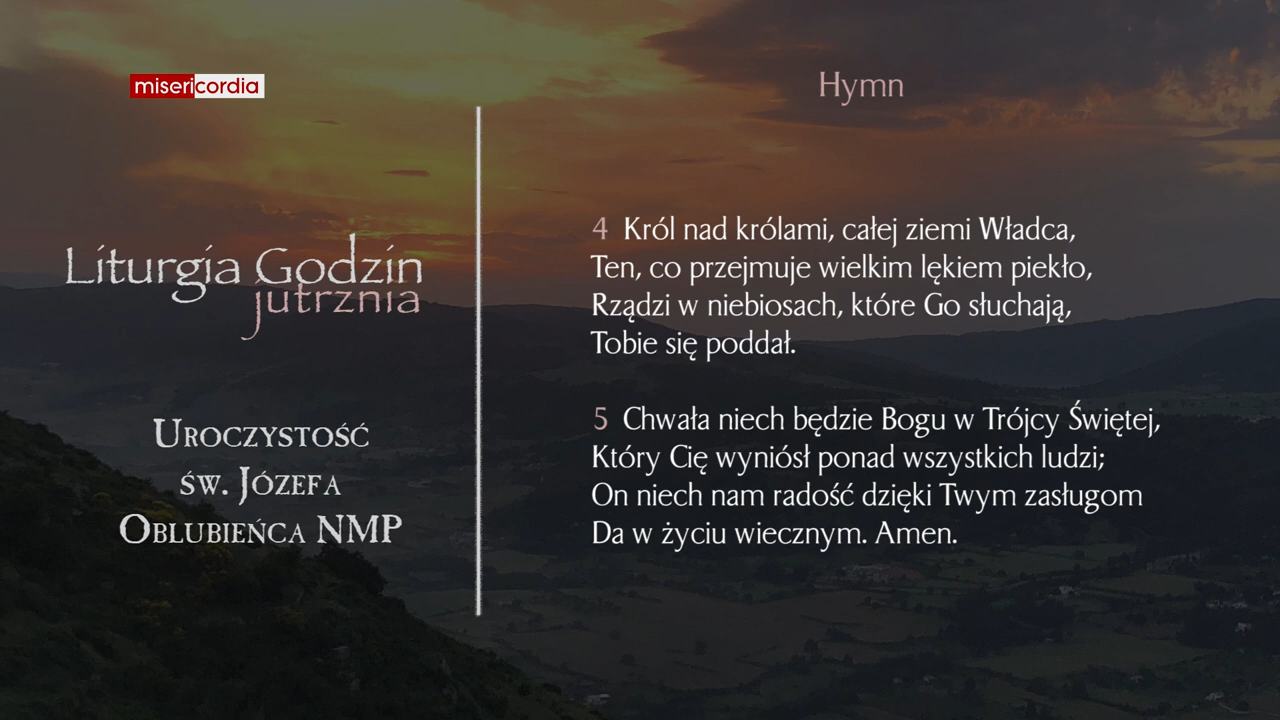 misericordia
Liturgia Godzin
jutrznia
Uroczystość
św. Józefa
Oblubieńca NMP
Hymn
4 Król nad królami, całej ziemi Władca,
Ten, co przejmuje wielkim lękiem piekło,
Rządzi w niebiosach, które Go słuchają,
Tobie się poddał.
5 Chwała niech będzie Bogu w Trójcy Świętej,
Który Cię wyniósł ponad wszystkich ludzi;
On niech nam radość dzięki Twym zasługom
Da w życiu wiecznym. Amen.